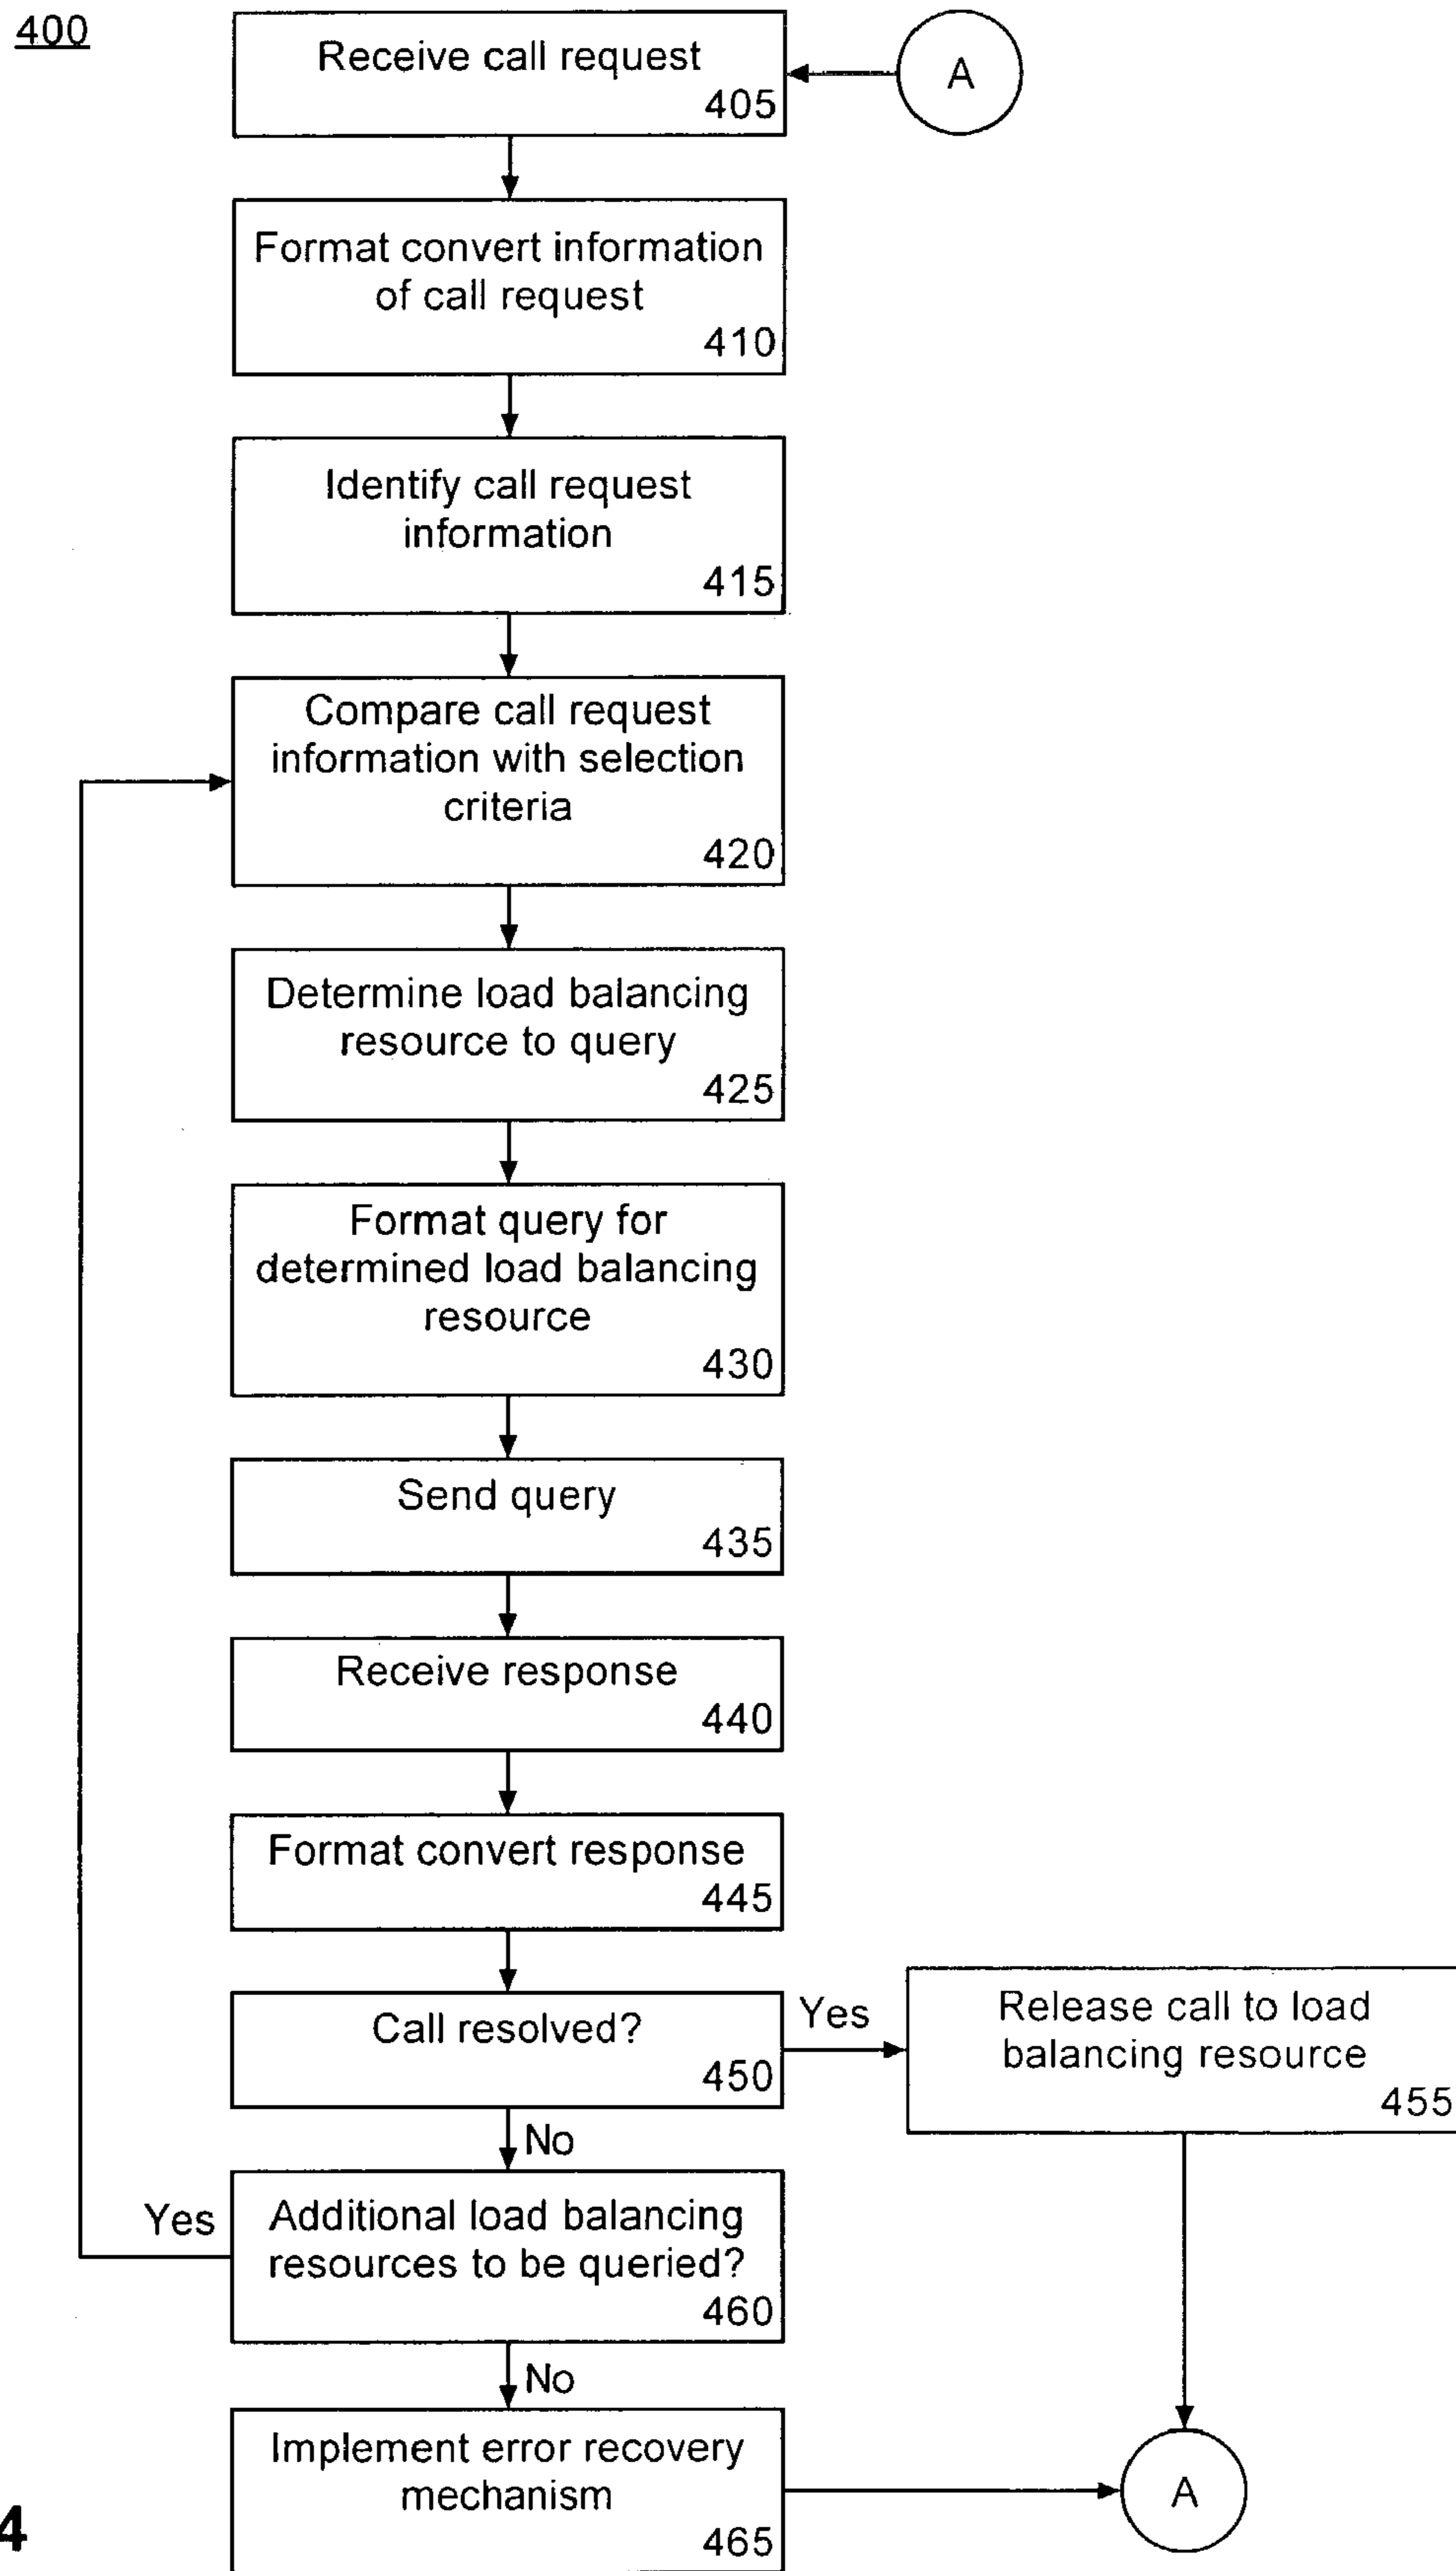 400
Receive call request
405
A
Format convert information
of call request
410
Identify call request
information
415
Compare call request
information with selection
criteria
420
Determine load balancing
resource to query
425
Format query for
determined load balancing
resource
430
Send query
435
Receive response
440
Format convert response
445
Call resolved?
450
Yes
Release call to load
balancing resource
455
No
Yes
Additional load balancing
resources to be queried?
460
No
Implement error recovery
mechanism
465
A
4